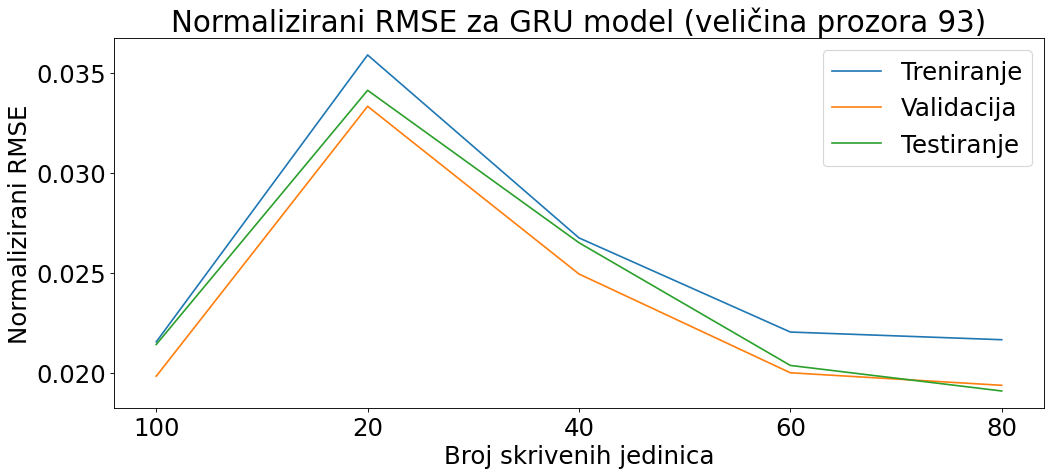 Normalizirani RMSE za GRU model (veličina prozora 93)
Treniranje
Validacija
Testiranje
Normalizirani RMSE
0.035
0.030
0.025
0.020
100 20 40 60 80
Broj skrivenih jedinica